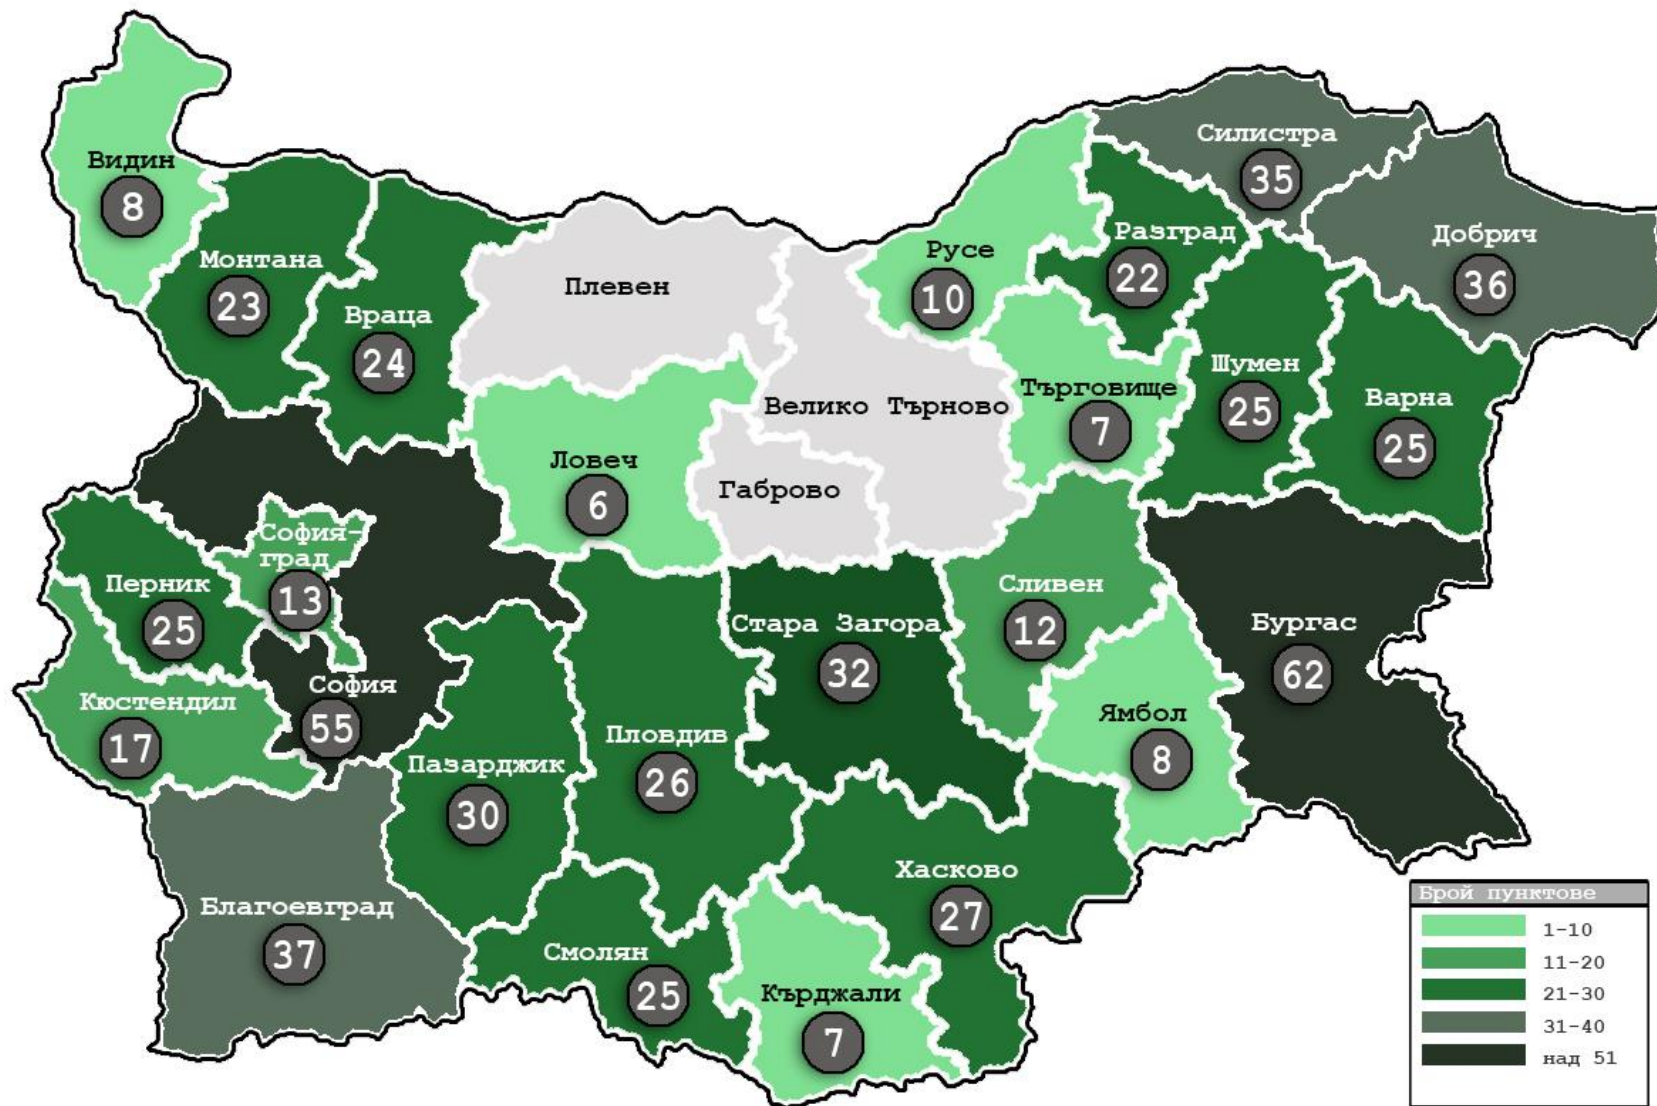 Видин
8
Монтана
23
Враца
24
Плевен
Велико Търново
Габрово
Ловеч
6
Русе
10
Силистра
35
Разград
22
Добрич
36
Търговище
7
Шумен
25
Варна
25
София-
град
13
Перник
25
Кюстендил
17
София
55
Пазарджик
30
Пловдив
26
Стара Загора
32
Сливен
12
Ямбол
8
Бургас
62
Благоевград
37
Смолян
25
Кърджали
7
Хасково
27
Брой пунктове
1-10
11-20
21-30
31-40
над 51